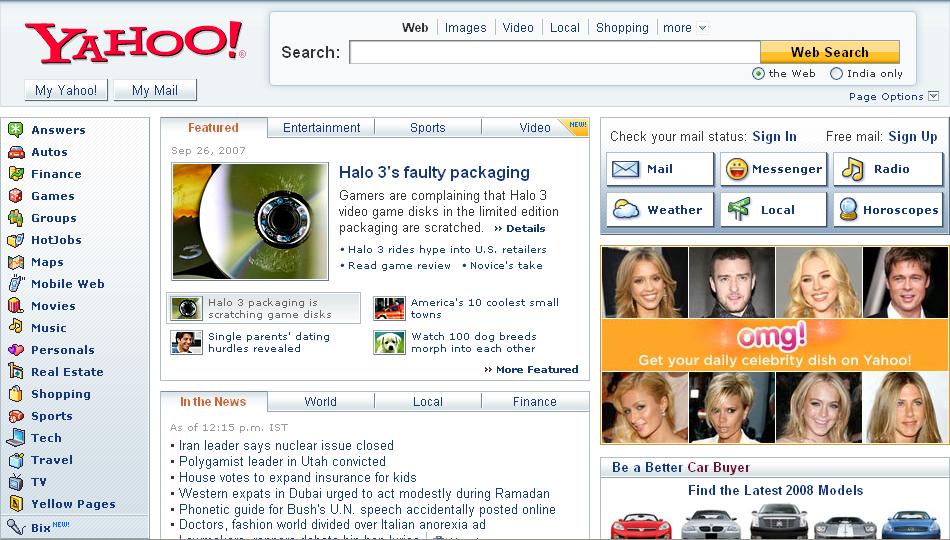 YAHOO!®
Web Images Video Local Shopping more
Search: Web Search
the Web India only
My Yahoo! My Mail
Page Options
Answers
Autos
Finance
Games
Groups
HotJobs
Maps
Mobile Web
Movies
Music
Personals
Real Estate
Shopping
Sports
Tech
Travel
TV
Yellow Pages
Bix NEW!
Featured Entertainment Sports Video NEW!
Sep 26, 2007
Halo 3's faulty packaging
Gamers are complaining that Halo 3
video game disks in the limited edition
packaging are scratched. » Details
• Halo 3 rides hype into U.S. retailers
• Read game review • Novice's take
Halo 3 packaging is
scratching game disks
America's 10 coolest small
towns
Single parents' dating
hurdles revealed
Watch 100 dog breeds
morph into each other
» More Featured
In the News World Local Finance
As of 12:15 p.m. IST
• Iran leader says nuclear issue closed
• Polygamist leader in Utah convicted
• House votes to expand insurance for kids
• Western expats in Dubai urged to act modestly during Ramadan
• Phonetic guide for Bush's U.N. speech accidentally posted online
• Doctors, fashion world divided over Italian anorexia ad
Check your mail status: Sign In Free mail: Sign Up
Mail Messenger Radio
Weather Local Horoscopes
omg!
Get your daily celebrity dish on Yahoo!
Be a Better Car Buyer
Find the Latest 2008 Models